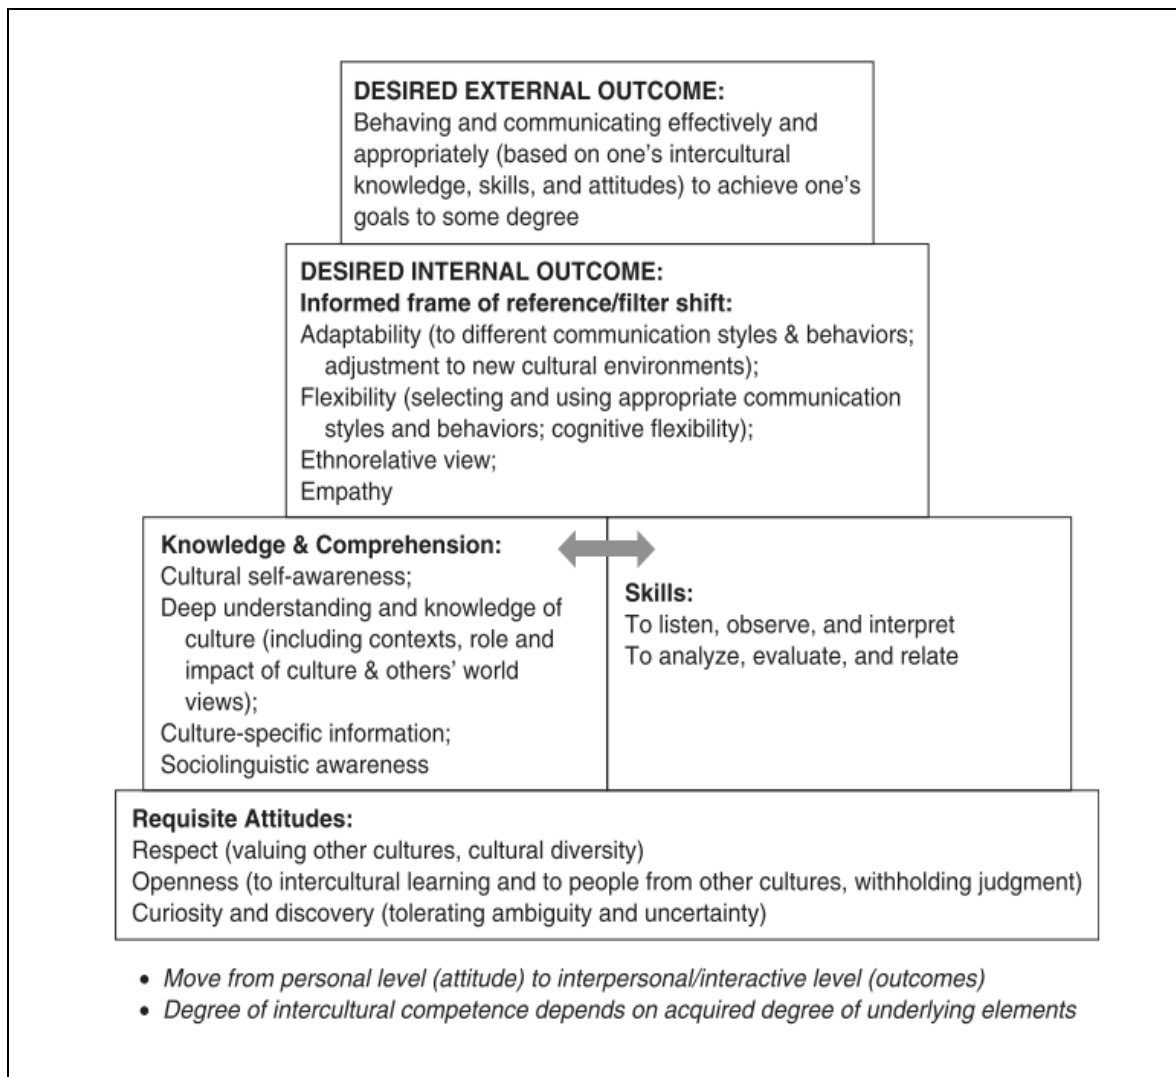 DESIRED EXTERNAL OUTCOME:
Behaving and communicating effectively and
appropriately (based on one's intercultural
knowledge, skills, and attitudes) to achieve one's
goals to some degree
DESIRED INTERNAL OUTCOME:
Informed frame of reference/filter shift:
Adaptability (to different communication styles & behaviors;
adjustment to new cultural environments);
Flexibility (selecting and using appropriate communication
styles and behaviors; cognitive flexibility);
Ethnorelative view;
Empathy
Knowledge & Comprehension:
Cultural self-awareness;
Deep understanding and knowledge of
culture (including contexts, role and
impact of culture & others' world
views);
Culture-specific information;
Sociolinguistic awareness
Skills:
To listen, observe, and interpret
To analyze, evaluate, and relate
Requisite Attitudes:
Respect (valuing other cultures, cultural diversity)
Openness (to intercultural learning and to people from other cultures, withholding judgment)
Curiosity and discovery (tolerating ambiguity and uncertainty)
• Move from personal level (attitude) to interpersonal/interactive level (outcomes)
• Degree of intercultural competence depends on acquired degree of underlying elements